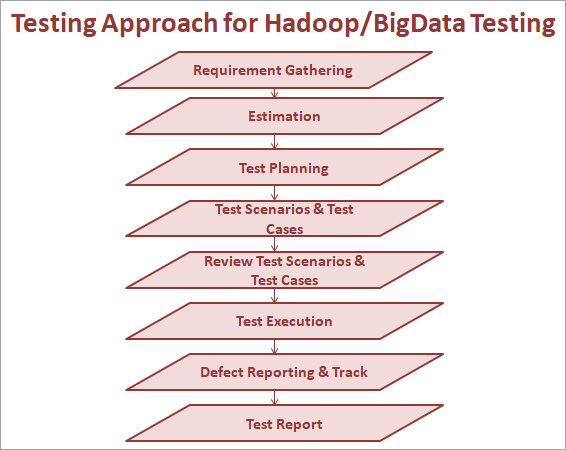 Testing Approach for Hadoop/BigData Testing
Requirement Gathering
Estimation
Test Planning
Test Scenarios & Test
Cases
Review Test Scenarios &
Test Cases
Test Execution
Defect Reporting & Track
Test Report